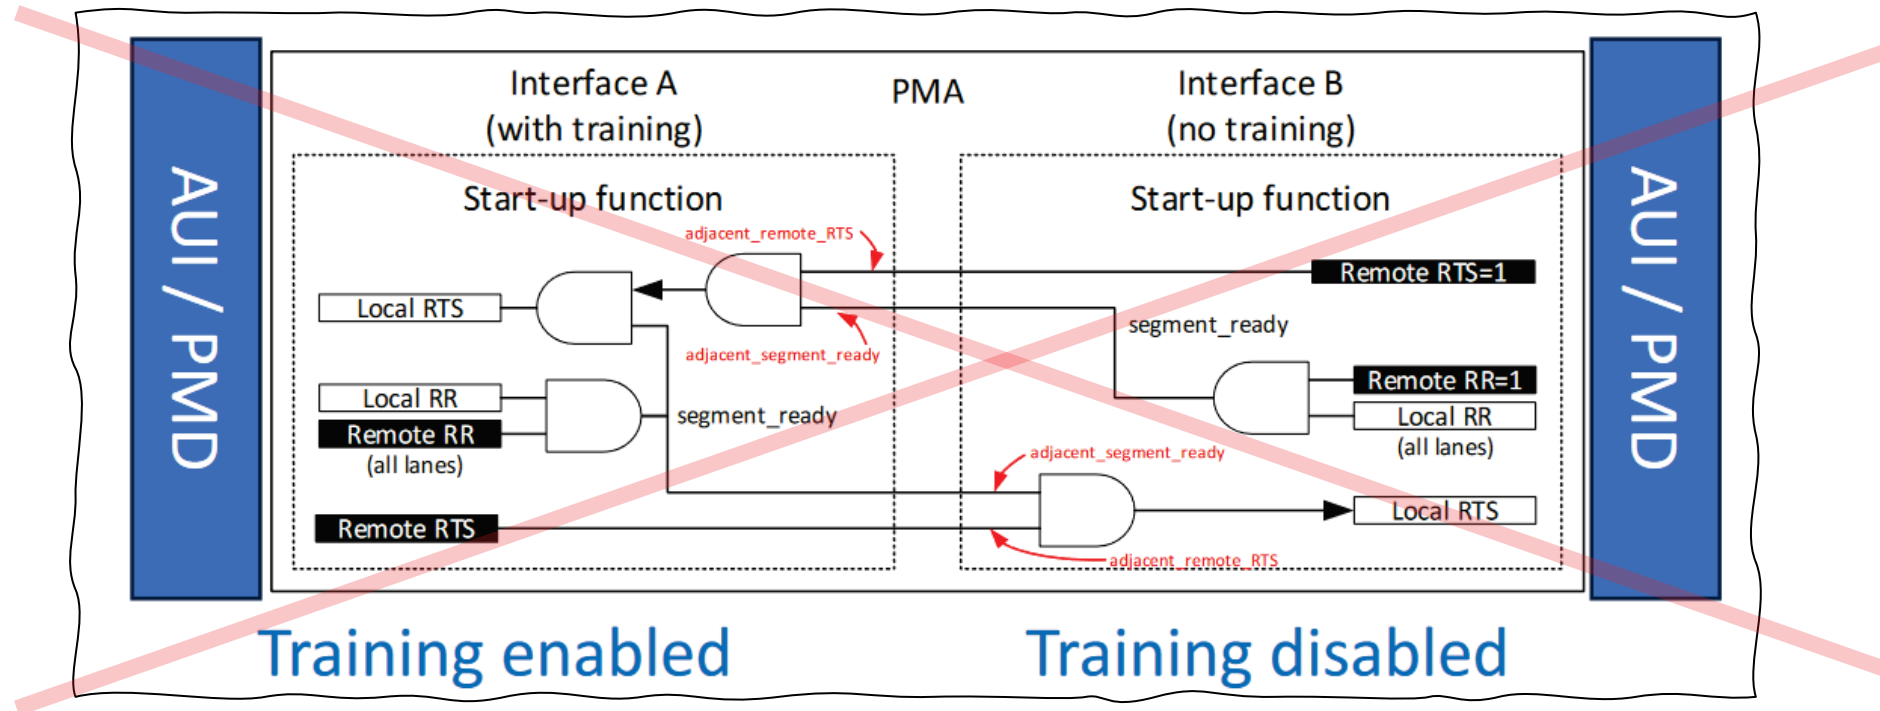 AUI / PMD
Interface A
(with training)
PMA
Interface B
(no training)
AUI / PMD
Start-up function
Start-up function
adjacent_remote_RTS
Remote RTS=1
Local RTS
segment_ready
adjacent_segment_ready
Remote RR=1
Local RR
segment_ready
Local RR
Remote RR
(all lanes)
(all lanes)
adjacent_segment_ready
Local RTS
Remote RTS
adjacent_remote_RTS
Training enabled
Training disabled